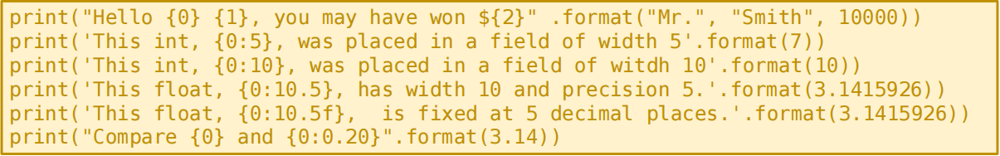 print("Hello {0} {1}, you may have won ${2}" .format("Mr.", "Smith", 10000))
print('This int, {0:5}, was placed in a field of width 5'.format(7))
print('This int, {0:10}, was placed in a field of witdh 10'.format(10))
print('This float, {0:10.5}, has width 10 and precision 5.'.format(3.1415926))
print('This float, {0:10.5f},  is fixed at 5 decimal places.'.format(3.1415926))
print("Compare {0} and {0:0.20}".format(3.14))